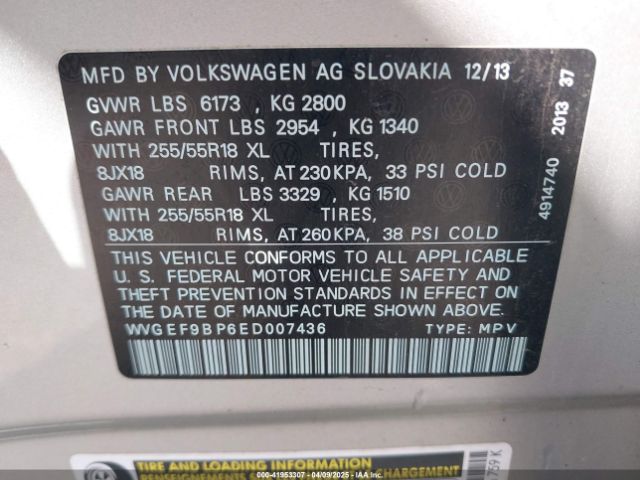 MFD BY VOLKSWAGEN AG SLOVAKIA 12/13
GVWR LBS 6173 , KG 2800
GAWR FRONT LBS 2954 , KG 1340
WITH 255/55R18 XL TIRES,
8JX18 RIMS, AT 230KPA, 33 PSI COLD
GAWR REAR LBS 3329 , KG 1510
WITH 255/55R18 XL TIRES,
8JX18 RIMS, AT 260KPA, 38 PSI COLD
THIS VEHICLE CONFORMS TO ALL APPLICABLE
U. S. FEDERAL MOTOR VEHICLE SAFETY AND
THEFT PREVENTION STANDARDS IN EFFECT ON
THE DATE OF MANUFACTURE SHOWN ABOVE.
WVGEF9BP6ED007436 TYPE: MPV
4914740 2013 37
TIRE AND LOADING INFORMATION
CHARGEMENT
759 K
IAA 41953307 - 04/09/2025 - IAAI.com